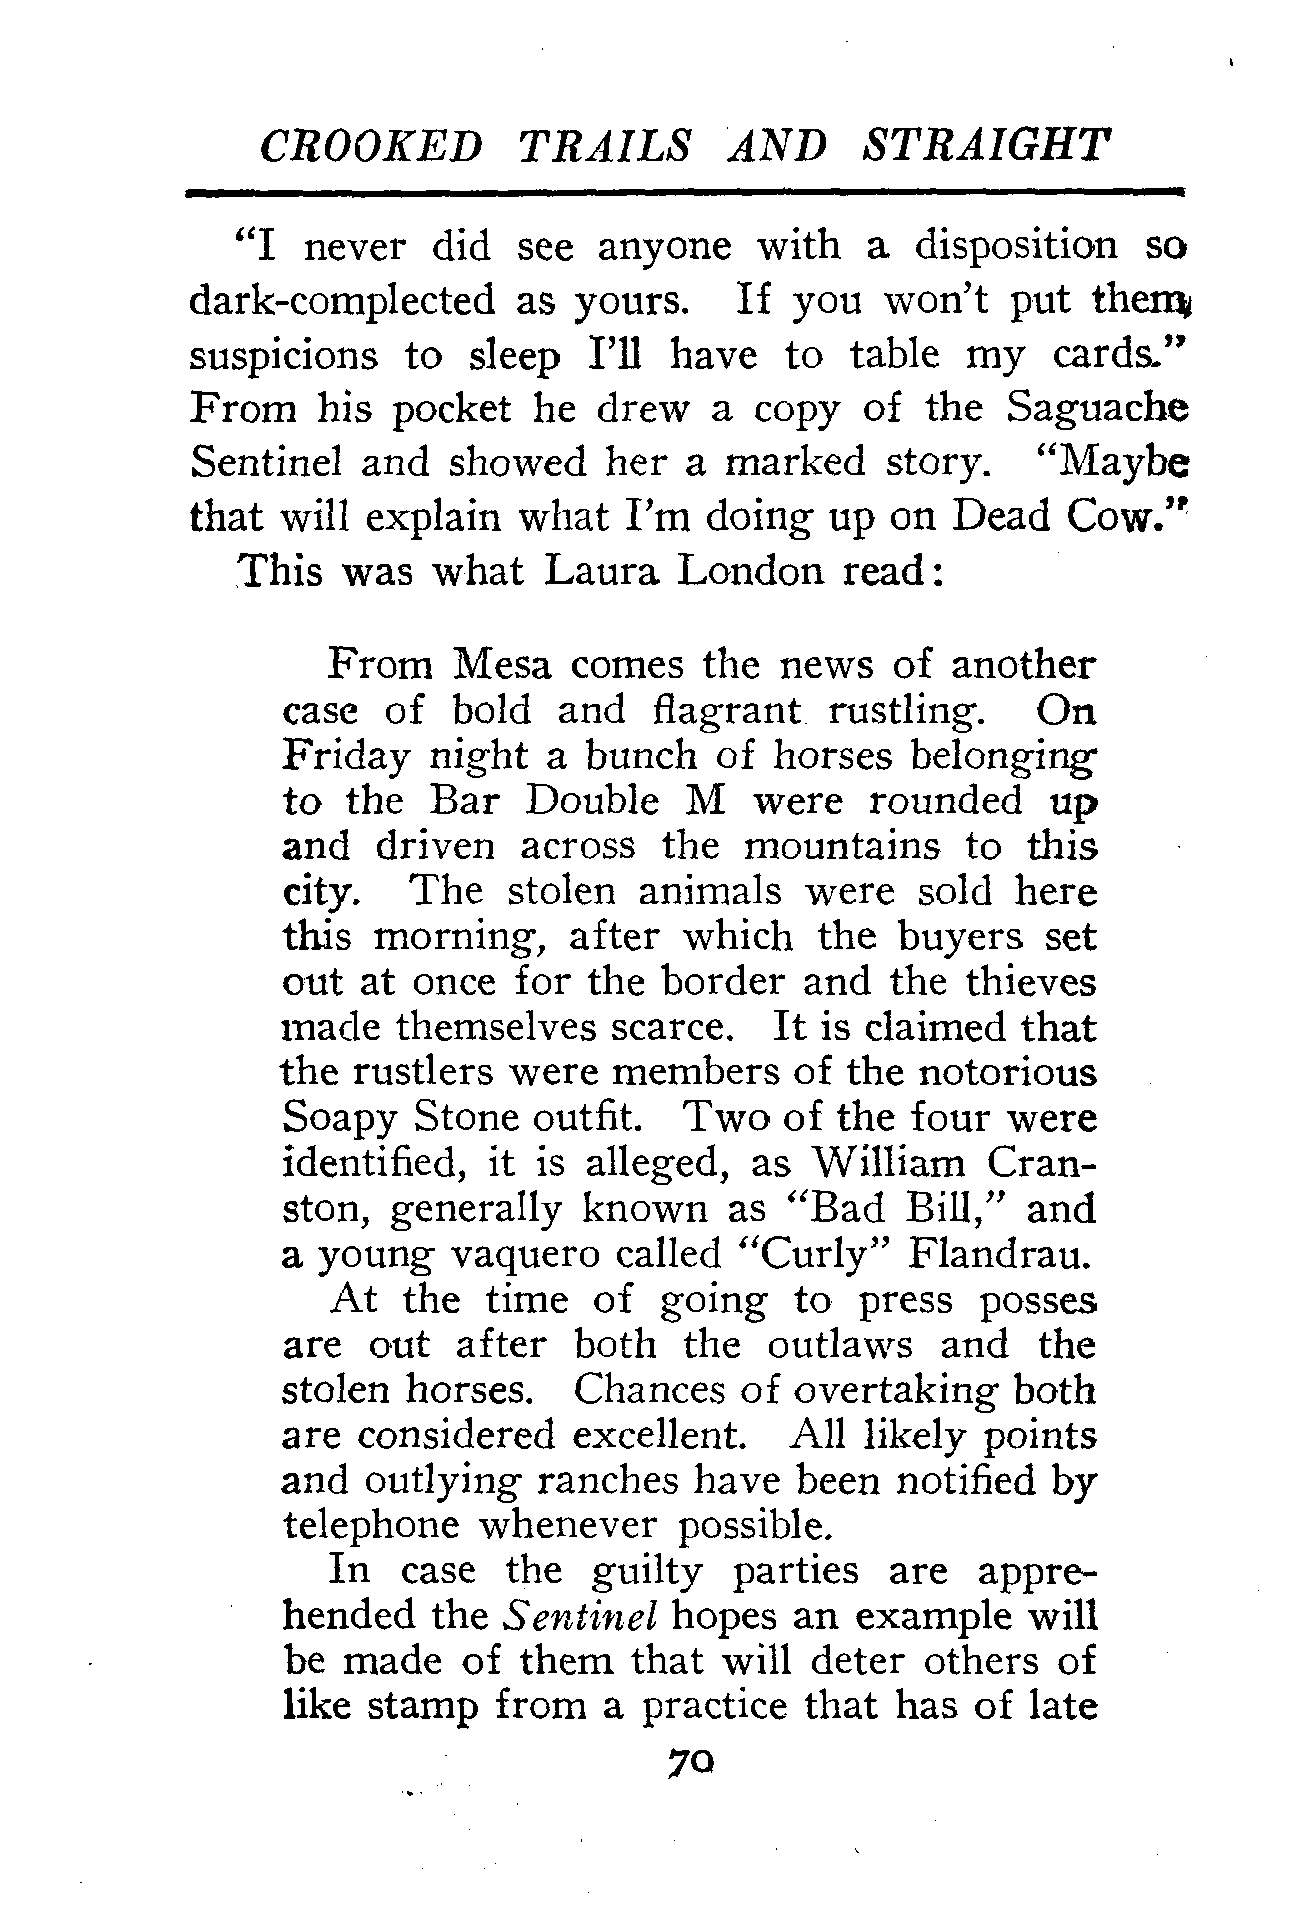 CROOKED TRAILS AND STRAIGHT
"I never did see anyone with a disposition so
dark-complected as yours. If you won't put them
suspicions to sleep I'll have to table my cards."
From his pocket he drew a copy of the Saguache
Sentinel and showed her a marked story. "Maybe
that will explain what I'm doing up on Dead Cow."
This was what Laura London read:
From Mesa comes the news of another
case of bold and flagrant rustling. On
Friday night a bunch of horses belonging
to the Bar Double M were rounded up
and driven across the mountains to this
city. The stolen animals were sold here
this morning, after which the buyers set
out at once for the border and the thieves
made themselves scarce. It is claimed that
the rustlers were members of the notorious
Soapy Stone outfit. Two of the four were
identified, it is alleged, as William Cran-
ston, generally known as "Bad Bill," and
a young vaquero called "Curly" Flandrau.
At the time of going to press posses
are out after both the outlaws and the
stolen horses. Chances of overtaking both
are considered excellent. All likely points
and outlying ranches have been notified by
telephone whenever possible.
In case the guilty parties are appre-
hended the Sentinel hopes an example will
be made of them that will deter others of
like stamp from a practice that has of late
70